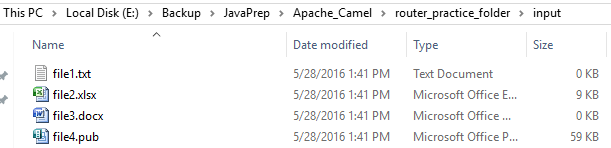 This PC > Local Disk (E:) > Backup > JavaPrep > Apache_Camel > router_practice_folder > input
Name Date modified Type Size
file1.txt 5/28/2016 1:41 PM Text Document 0 KB
file2.xlsx 5/28/2016 1:41 PM Microsoft Office E... 9 KB
file3.docx 5/28/2016 1:41 PM Microsoft Office ... 0 KB
file4.pub 5/28/2016 1:41 PM Microsoft Office P... 59 KB